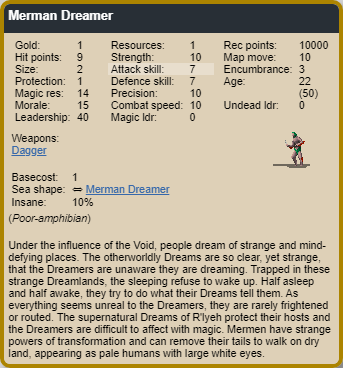 Merman Dreamer
Gold: 1 Resources: 1 Rec points: 10000
Hit points: 9 Strength: 10 Map move: 10
Size: 2 Attack skill: 7 Encumbrance: 3
Protection: 1 Defence skill: 7 Age: 22
Magic res: 14 Precision: 10 (50)
Morale: 15 Combat speed: 10 Undead ldr: 0
Leadership: 40 Magic ldr: 0
Weapons:
Dagger
Basecost: 1
Sea shape: ⇔ Merman Dreamer
Insane: 10%
(Poor-amphibian)
Under the influence of the Void, people dream of strange and mind-
defying places. The otherworldly Dreams are so clear, yet strange,
that the Dreamers are unaware they are dreaming. Trapped in these
strange Dreamlands, the sleeping refuse to wake up. Half asleep
and half awake, they try to do what their Dreams tell them. As
everything seems unreal to the Dreamers, they are rarely frightened
or routed. The supernatural Dreams of R'lyeh protect their hosts and
the Dreamers are difficult to affect with magic. Mermen have strange
powers of transformation and can remove their tails to walk on dry
land, appearing as pale humans with large white eyes.